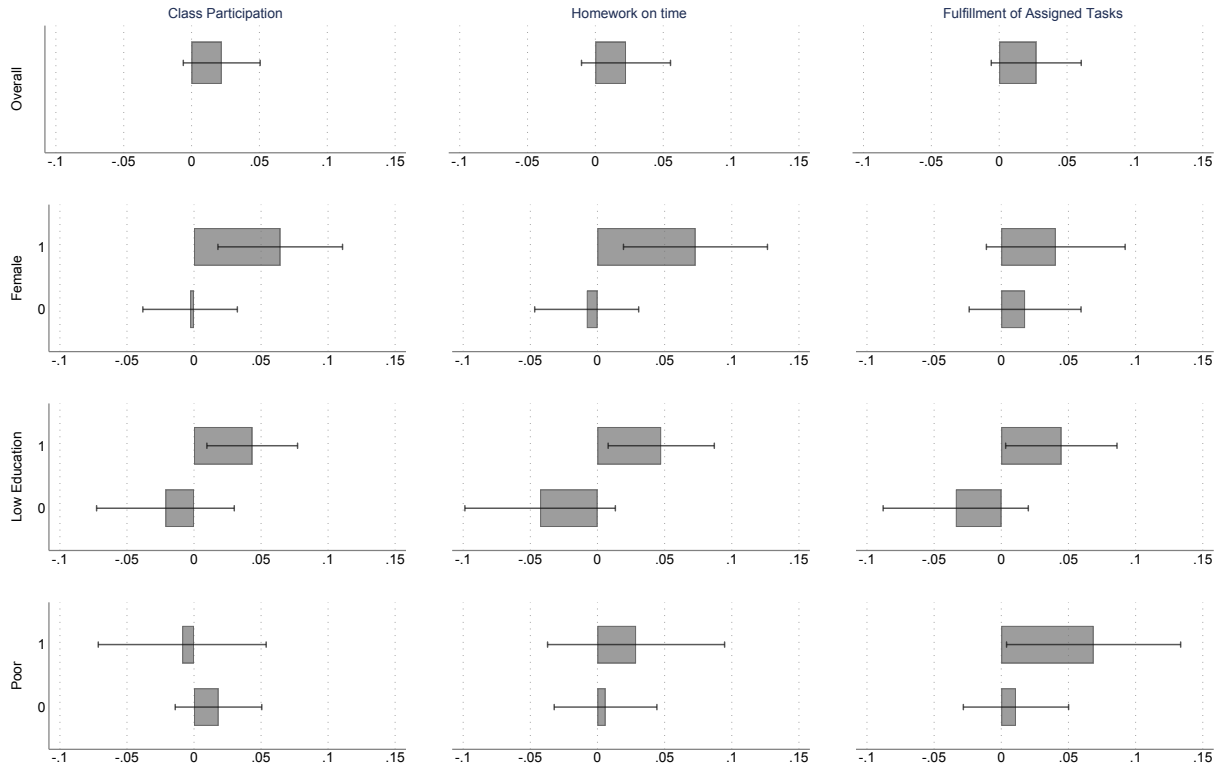 Class Participation Homework on time Fulfillment of Assigned Tasks
Overall
-.1 -.05 0 .05 .1 .15 -.1 -.05 0 .05 .1 .15 -.1 -.05 0 .05 .1 .15
Female
1
0
-.1 -.05 0 .05 .1 .15 -.1 -.05 0 .05 .1 .15 -.1 -.05 0 .05 .1 .15
Low Education
1
0
-.1 -.05 0 .05 .1 .15 -.1 -.05 0 .05 .1 .15 -.1 -.05 0 .05 .1 .15
Poor
1
0
-.1 -.05 0 .05 .1 .15 -.1 -.05 0 .05 .1 .15 -.1 -.05 0 .05 .1 .15